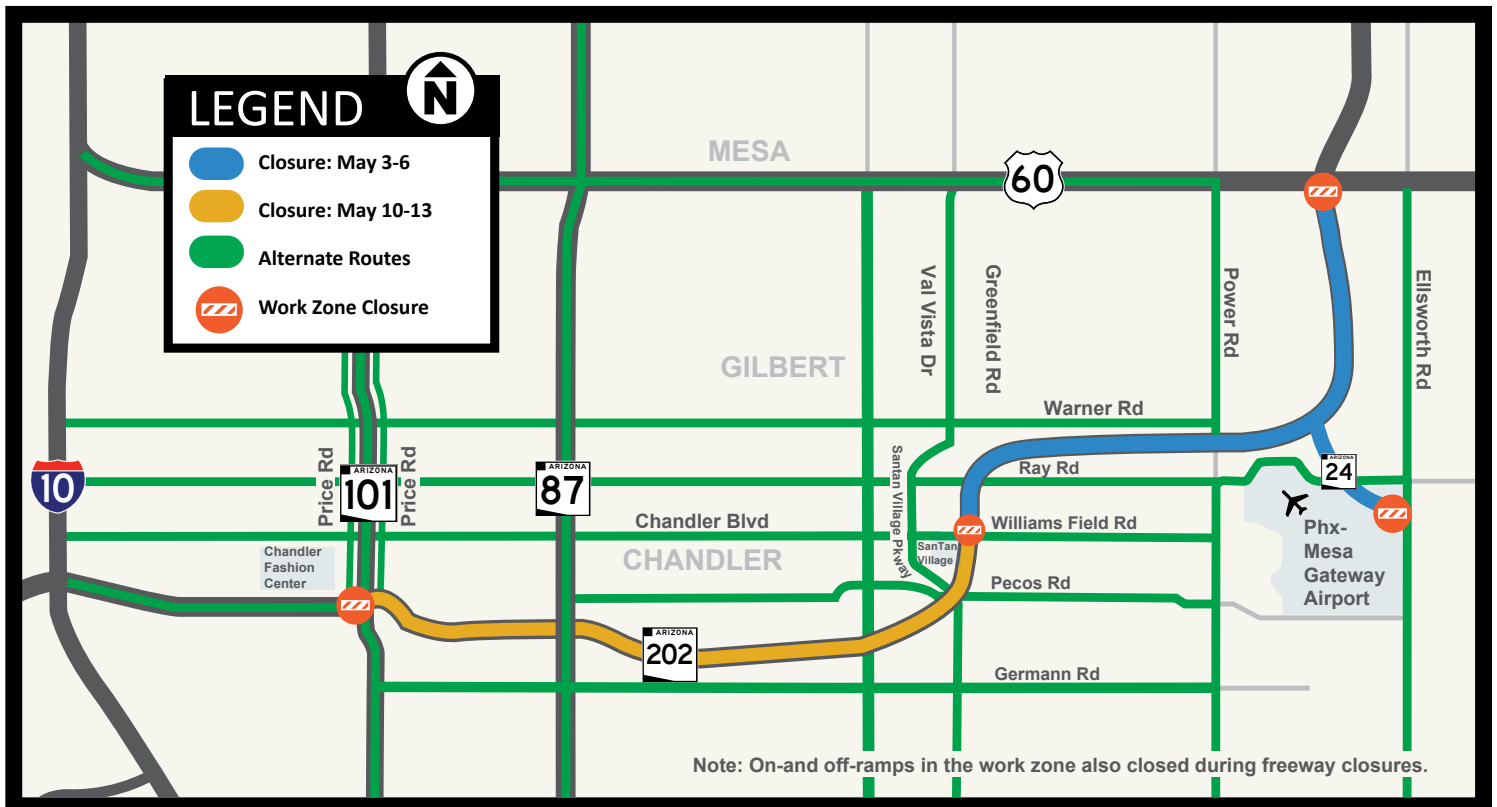 N
LEGEND
Closure: May 3-6
Closure: May 10-13
Alternate Routes
Work Zone Closure
MESA
60
GILBERT
Val Vista Dr
Greenfield Rd
Power Rd
Ellsworth Rd
Warner Rd
Price Rd
Price Rd
ARIZONA
101
ARIZONA
87
10
Santan Village Pkway
Ray Rd
ARIZONA
24
Chandler Blvd
Williams Field Rd
CHANDLER
SanTan
Village
Chandler
Fashion
Center
Phx-
Mesa
Gateway
Airport
Pecos Rd
ARIZONA
202
Germann Rd
Note: On-and off-ramps in the work zone also closed during freeway closures.